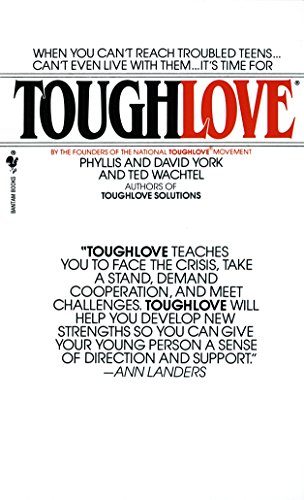 WHEN YOU CAN'T REACH TROUBLED TEENS...
CAN'T EVEN LIVE WITH THEM...IT'S TIME FOR
TOUGHLOVE®
BY THE FOUNDERS OF THE NATIONAL TOUGHLOVE® MOVEMENT
PHYLLIS AND DAVID YORK
AND TED WACHTEL
AUTHORS OF
TOUGHLOVE SOLUTIONS
BANTAM BOOKS
"TOUGHLOVE TEACHES
YOU TO FACE THE CRISIS, TAKE
A STAND, DEMAND
COOPERATION, AND MEET
CHALLENGES. TOUGHLOVE WILL
HELP YOU DEVELOP NEW
STRENGTHS SO YOU CAN GIVE
YOUR YOUNG PERSON A SENSE
OF DIRECTION AND SUPPORT."
—ANN LANDERS